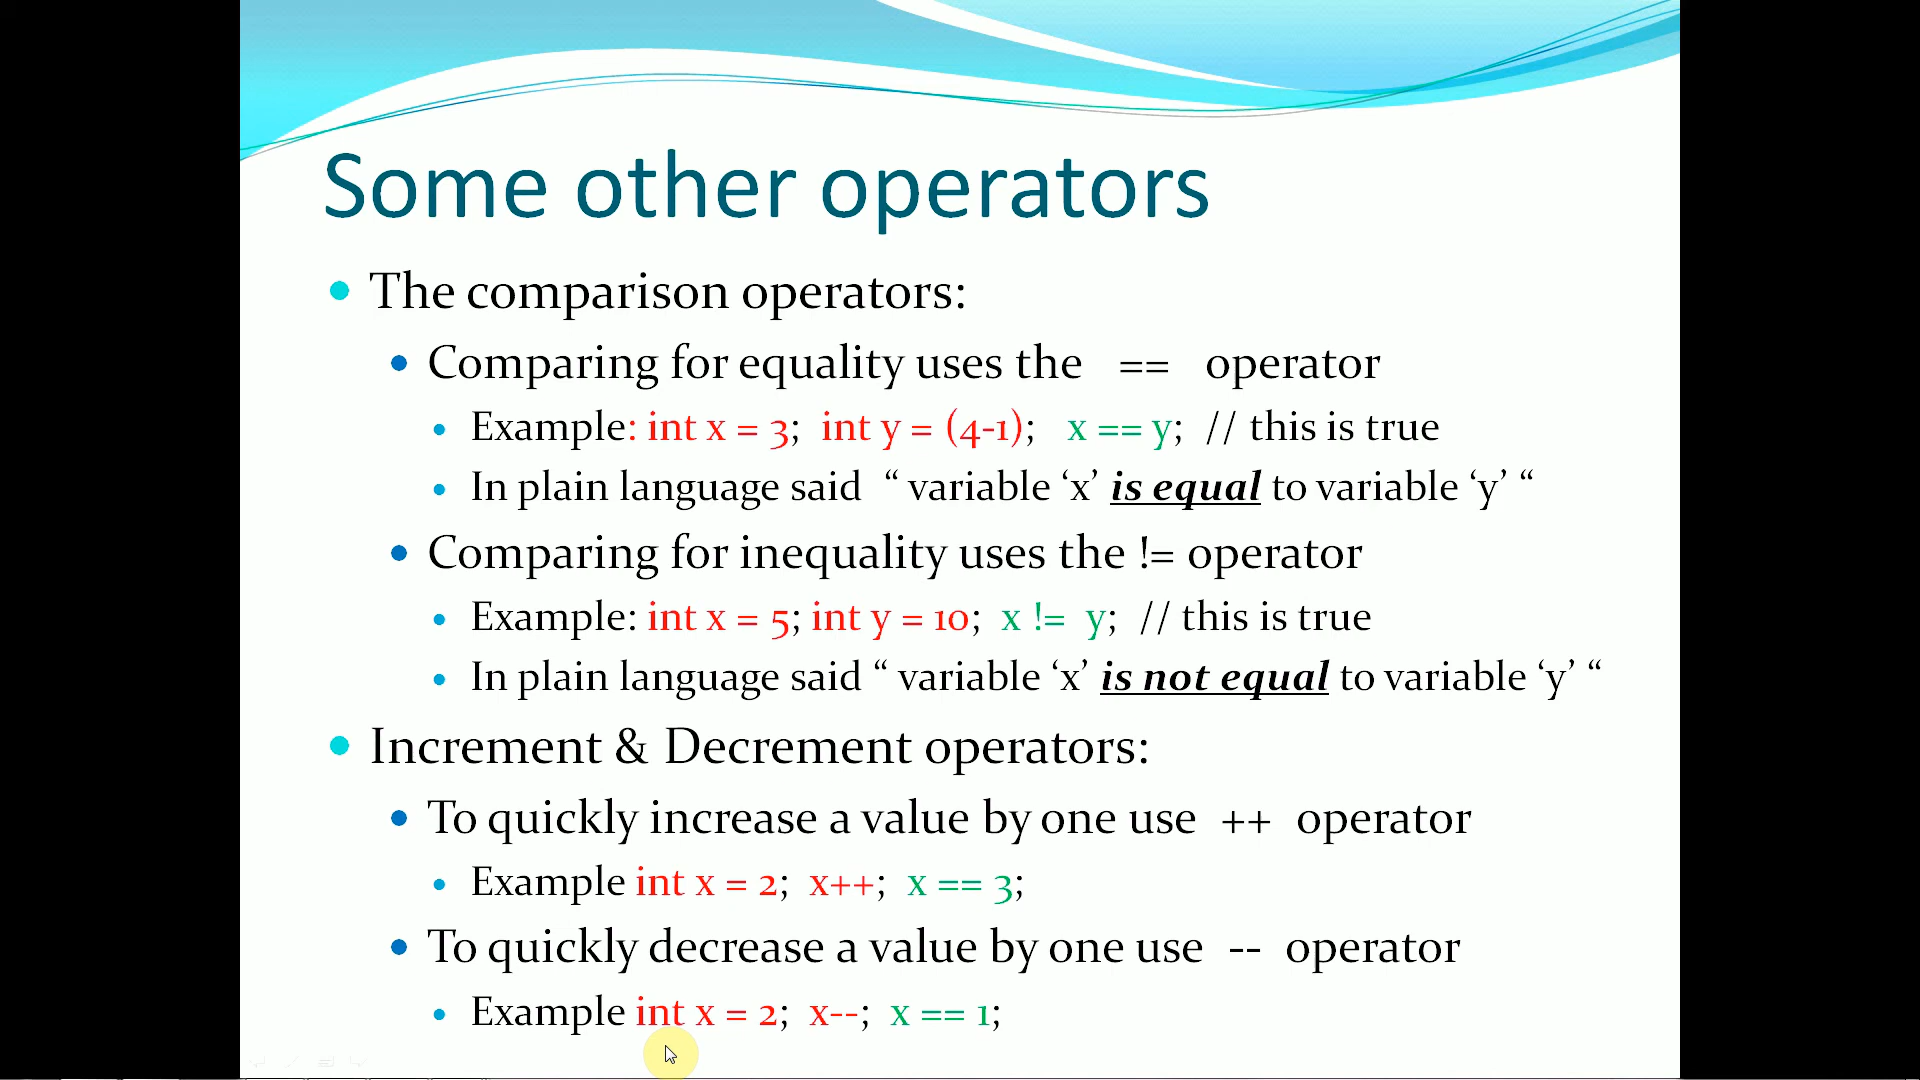 Some other operators
The comparison operators:
Comparing for equality uses the == operator
Example: int x = 3; int y = (4-1); x == y; // this is true
In plain language said “ variable ‘x’ is equal to variable ‘y’ “
Comparing for inequality uses the != operator
Example: int x = 5; int y = 10; x != y; // this is true
In plain language said “ variable ‘x’ is not equal to variable ‘y’ “
Increment & Decrement operators:
To quickly increase a value by one use ++ operator
Example int x = 2; x++; x == 3;
To quickly decrease a value by one use -- operator
Example int x = 2; x--; x == 1;